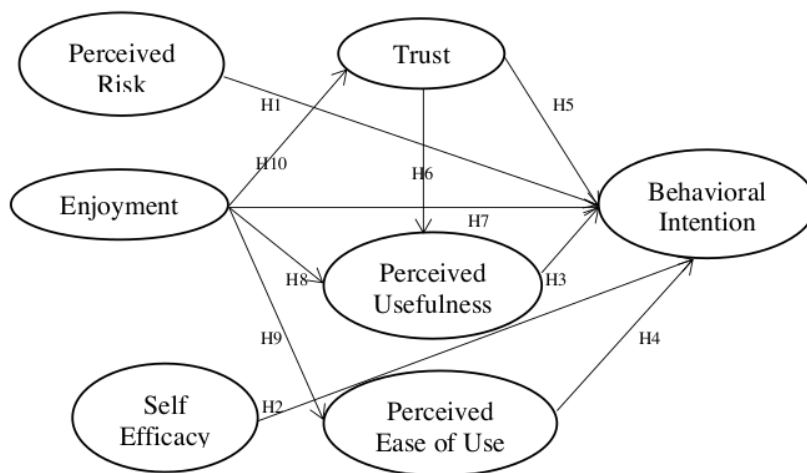 Perceived
Risk
Trust
H1
H5
H10
H6
Enjoyment
Behavioral
Intention
H7
Perceived
Usefulness
H8
H3
H9
H4
Self
Efficacy
H2
Perceived
Ease of Use